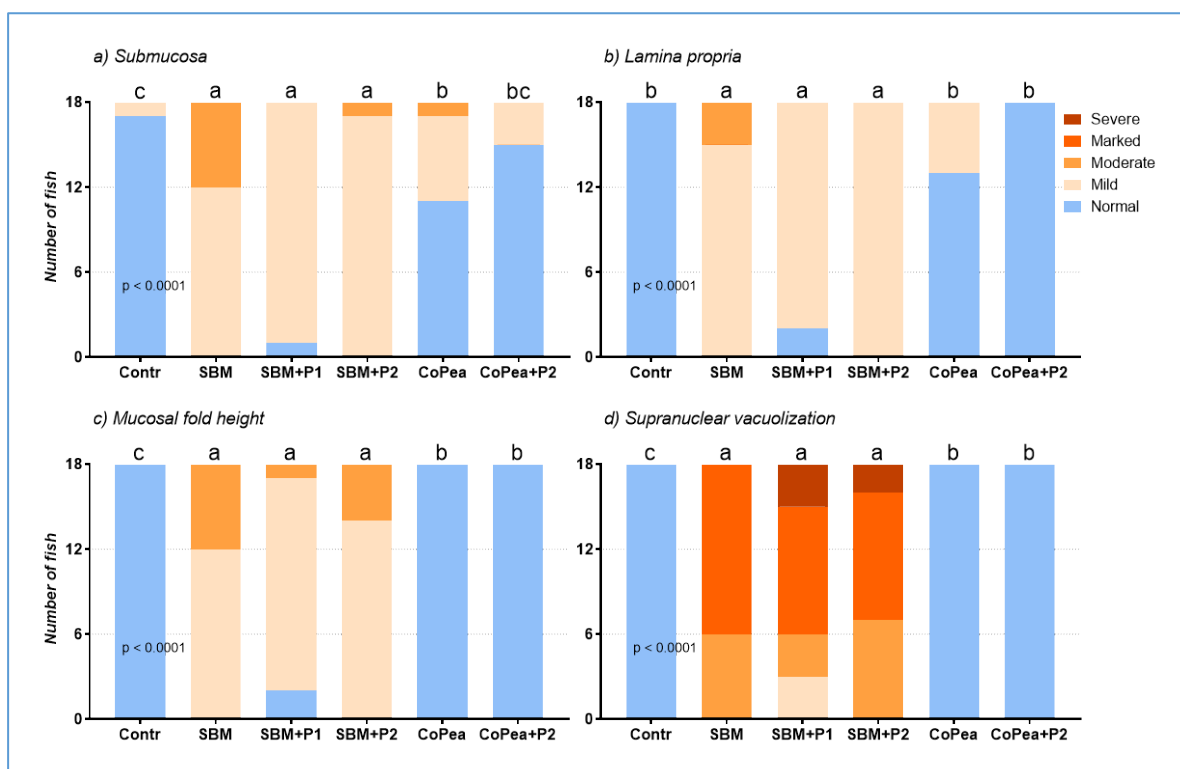 a) Submucosa
c a a a b bc
Number of fish
18
12
6
0
p < 0.0001
Contr SBM SBM+P1 SBM+P2 CoPea CoPea+P2
b) Lamina propria
b a a a b b
18
12
6
0
p < 0.0001
Contr SBM SBM+P1 SBM+P2 CoPea CoPea+P2
Severe
Marked
Moderate
Mild
Normal
c) Mucosal fold height
c a a a b b
Number of fish
18
12
6
0
p < 0.0001
Contr SBM SBM+P1 SBM+P2 CoPea CoPea+P2
d) Supranuclear vacuolization
c a a a b b
18
12
6
0
p < 0.0001
Contr SBM SBM+P1 SBM+P2 CoPea CoPea+P2